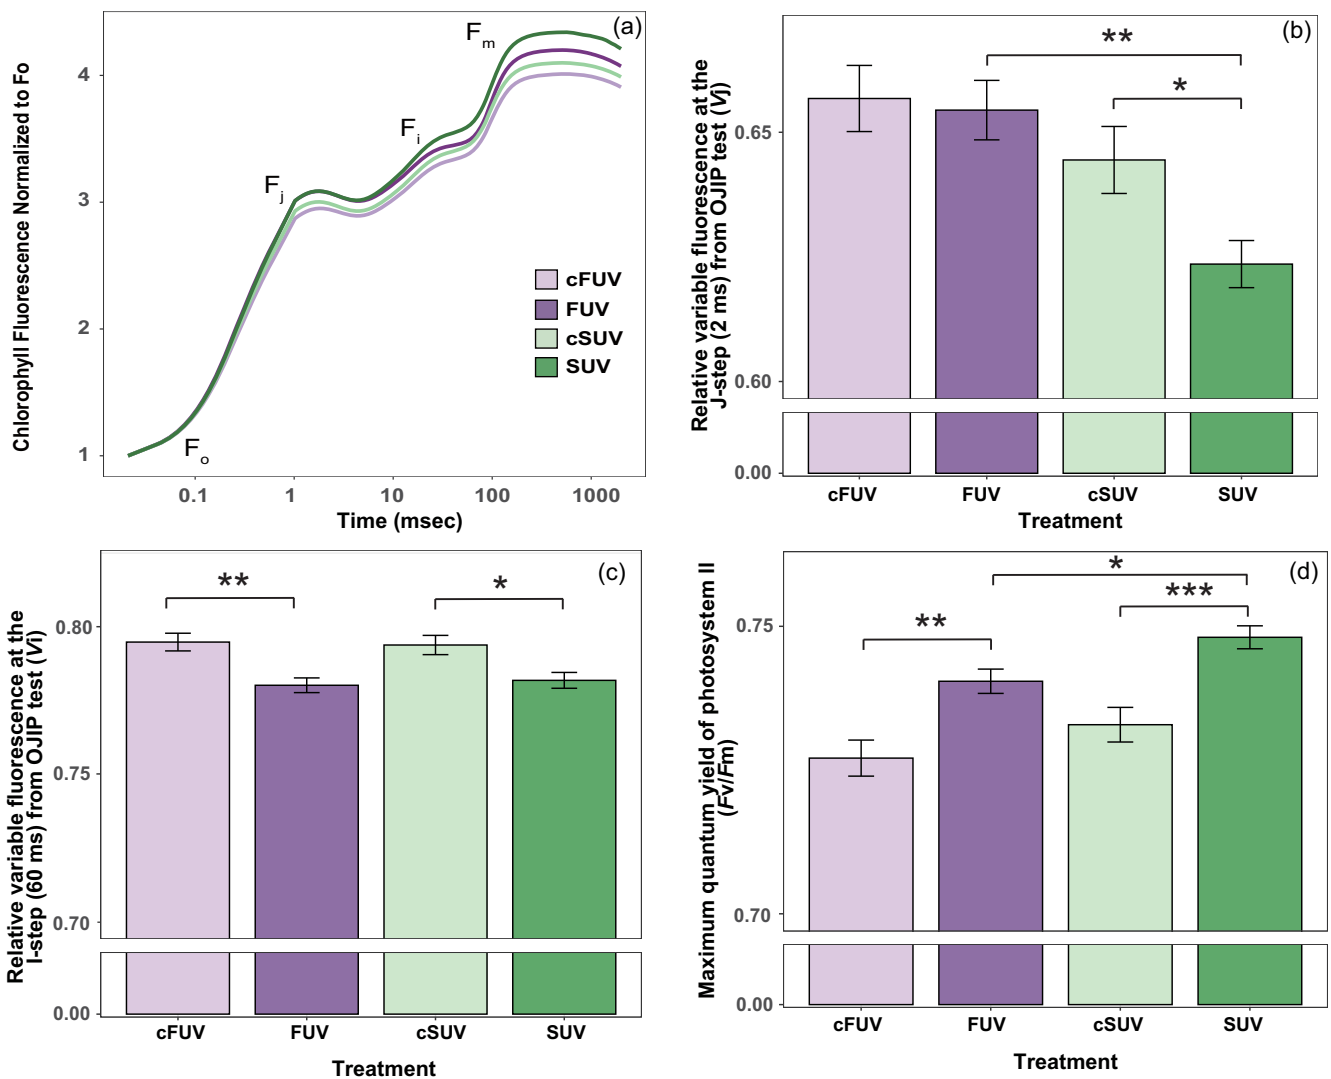 (a)
Chlorophyll Fluorescence Normalized to Fo
4
3
2
1
F_m
F_i
F_j
F_o
cFUV
FUV
cSUV
SUV
0.1 1 10 100 1000
Time (msec)
(b)
Relative variable fluorescence at the
J-step (2 ms) from OJIP test (Vj)
0.65
0.60
0.00
**
*
cFUV FUV cSUV SUV
Treatment
(c)
Relative variable fluorescence at the
I-step (60 ms) from OJIP test (Vi)
0.80
0.75
0.70
0.00
** *
cFUV FUV cSUV SUV
Treatment
(d)
Maximum quantum yield of photosystem II
(Fv/Fm)
0.75
0.70
0.00
*
***
**
cFUV FUV cSUV SUV
Treatment